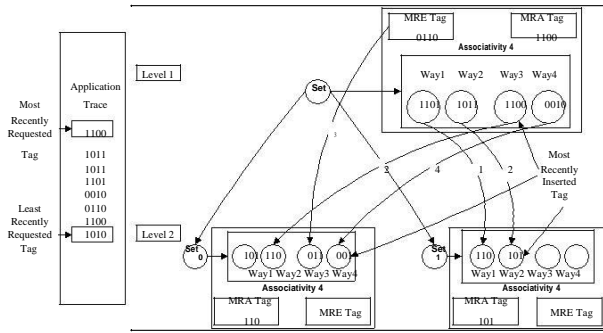 MRE Tag
0110
MRA Tag
1100
Associativity 4
Level 1
Application
Trace
Set
Way1 Way2 Way3 Way4
1101 1011 1100 0010
Most
Recently
Requested
Tag
1100
1011
1011
1101
0010
0110
1100
1010
Least
Recently
Requested
Tag
3
2 4 1 2
Most
Recently
Inserted
Tag
Level 2
Set
0
101 110 011 001
Way1 Way2 Way3 Way4
Associativity 4
MRA Tag
110
MRE Tag
Set
1
110 101
Way1 Way2 Way3 Way4
Associativity 4
MRA Tag
101
MRE Tag